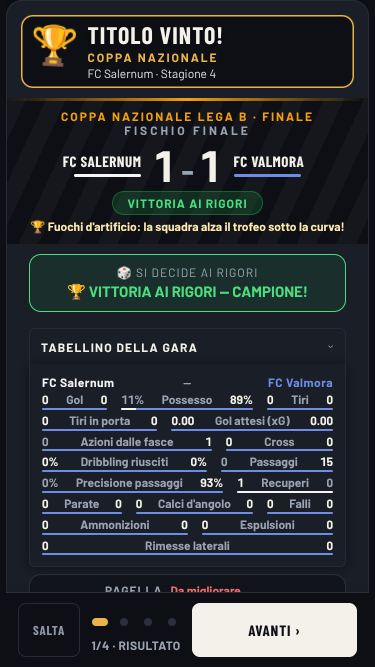 🏆 TITOLO VINTO!
COPPA NAZIONALE
FC Salernum · Stagione 4
COPPA NAZIONALE LEGA B · FINALE
FISCHIO FINALE
FC SALERNUM 1 - 1 FC VALMORA
VITTORIA AI RIGORI
🏆 Fuochi d'artificio: la squadra alza il trofeo sotto la curva!
🎲 SI DECIDE AI RIGORI
🏆 VITTORIA AI RIGORI — CAMPIONE!
TABELLINO DELLA GARA
FC Salernum — FC Valmora
0 Gol 0 11% Possesso 89% 0 Tiri 0
0 Tiri in porta 0 0.00 Gol attesi (xG) 0.00
0 Azioni dalle fasce 1 0 Cross 0
0% Dribbling riusciti 0% 0 Passaggi 15
0% Precisione passaggi 93% 1 Recuperi 0
0 Parate 0 0 Calci d'angolo 0 0 Falli 0
0 Ammonizioni 0 0 Espulsioni 0
0 Rimesse laterali 0
PAGELLA Da migliorare
SALTA 1/4 · RISULTATO AVANTI ›